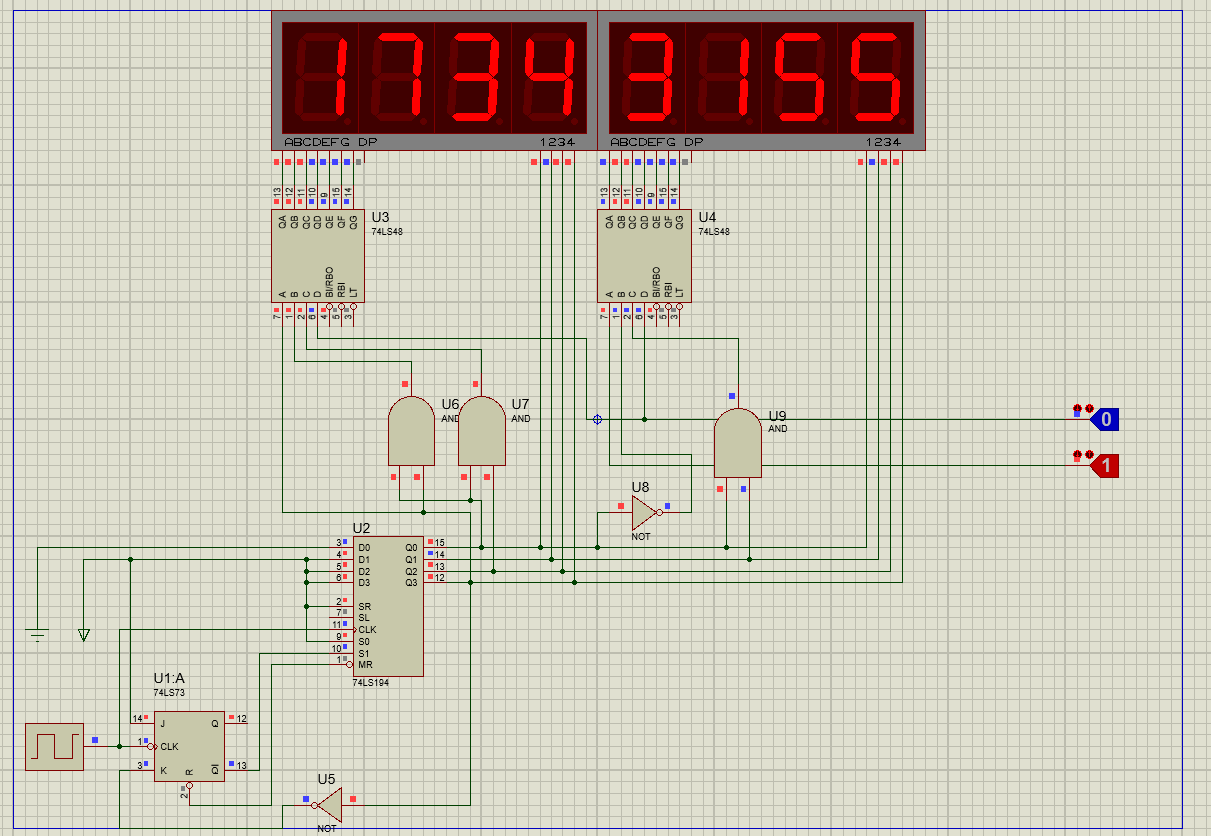 1734 3155
ABCDEFG DP 1234 ABCDEFG DP 1234
13 12 11 10 9 15 14 13 12 11 10 9 15 14
QA QB QC QD QE QF QG U3 QA QB QC QD QE QF QG U4
74LS48 74LS48
A B C D BI/RBO RBI LT A B C D BI/RBO RBI LT
7 1 2 6 4 5 3 7 1 2 6 4 5 3
U6 U7 U9
AND AND AND
0
1
U8
NOT
U2
3 D0 Q0 15
4 D1 Q1 14
5 D2 Q2 13
6 D3 Q3 12
2 SR
7 SL
11 CLK
9 S0
10 S1
1 MR
74LS194
U1:A
74LS73
14 J Q 12
1 CLK
3 K Q 13
R
2
U5
NOT